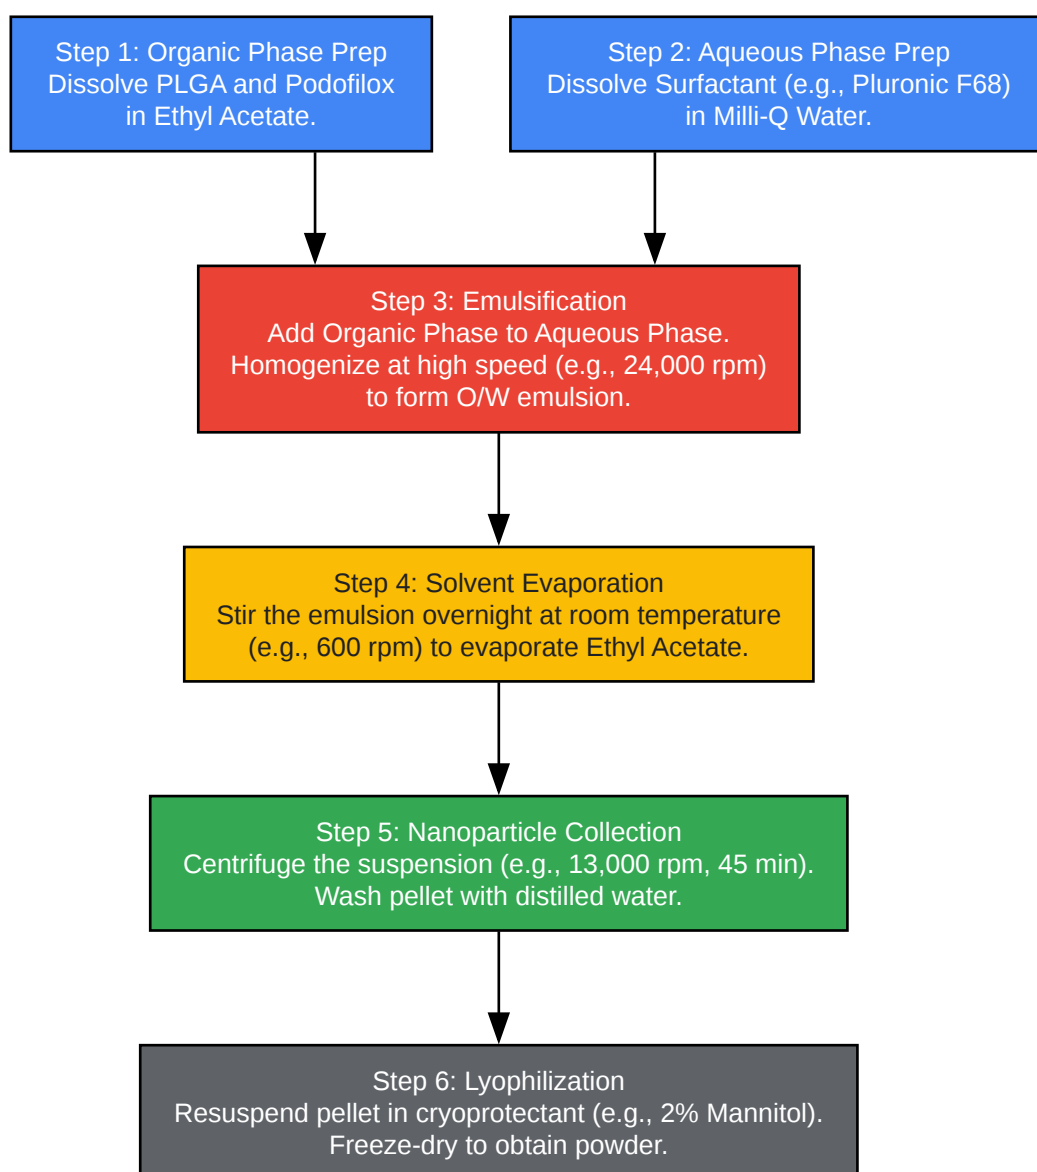 Step 1: Organic Phase Prep
Dissolve PLGA and Podofilox
in Ethyl Acetate.
Step 2: Aqueous Phase Prep
Dissolve Surfactant (e.g., Pluronic F68)
in Milli-Q Water.
Step 3: Emulsification
Add Organic Phase to Aqueous Phase.
Homogenize at high speed (e.g., 24,000 rpm)
to form O/W emulsion.
Step 4: Solvent Evaporation
Stir the emulsion overnight at room temperature
(e.g., 600 rpm) to evaporate Ethyl Acetate.
Step 5: Nanoparticle Collection
Centrifuge the suspension (e.g., 13,000 rpm, 45 min).
Wash pellet with distilled water.
Step 6: Lyophilization
Resuspend pellet in cryoprotectant (e.g., 2% Mannitol).
Freeze-dry to obtain powder.